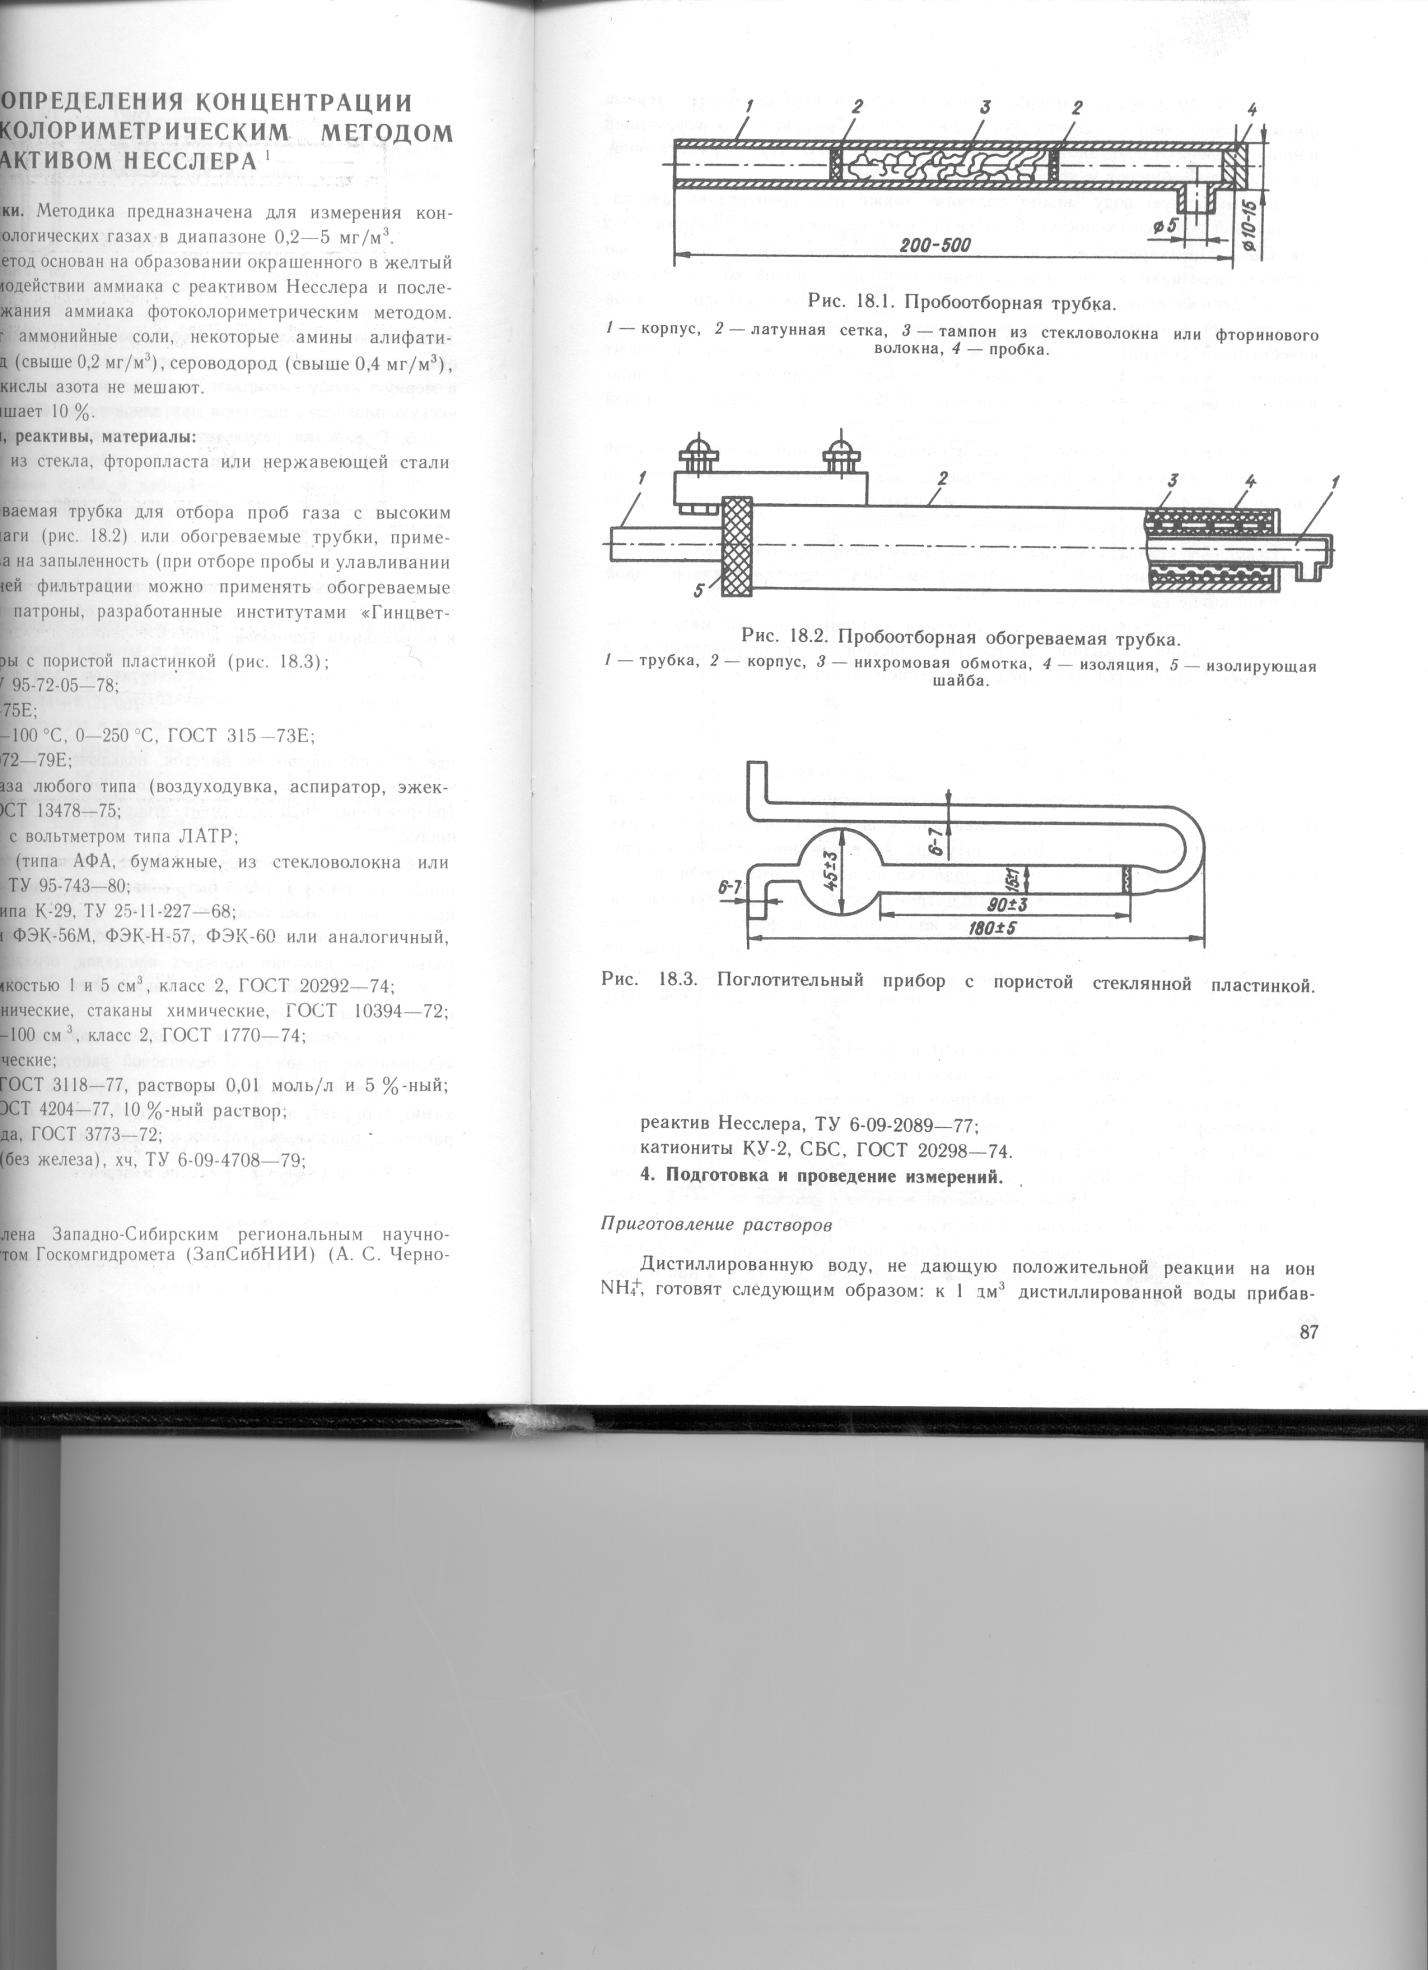 ОПРЕДЕЛЕНИЯ КОНЦЕНТРАЦИИ
КОЛОРИМЕТРИЧЕСКИМ МЕТОДОМ
АКТИВОМ НЕССЛЕРА ¹
ки. Методика предназначена для измерения кон-
ологических газах в диапазоне 0,2—5 мг/м³.
етод основан на образовании окрашенного в желтый
модействии аммиака с реактивом Несслера и после-
жания аммиака фотоколориметрическим методом.
аммонийные соли, некоторые амины алифати-
д (свыше 0,2 мг/м³), сероводород (свыше 0,4 мг/м³),
кислы азота не мешают.
шает 10 %.
, реактивы, материалы:
из стекла, фторопласта или нержавеющей стали
ваемая трубка для отбора проб газа с высоким
аги (рис. 18.2) или обогреваемые трубки, приме-
а на запыленность (при отборе пробы и улавливании
ей фильтрации можно применять обогреваемые
патроны, разработанные институтами «Гинцвет-
ры с пористой пластинкой (рис. 18.3);
95-72-05—78;
75Е;
—100 °С, 0—250 °С, ГОСТ 315—73Е;
72—79Е;
аза любого типа (воздуходувка, аспиратор, эжек-
ОСТ 13478—75;
с вольтметром типа ЛАТР;
(типа АФА, бумажные, из стекловолокна или
ТУ 95-743—80;
ипа К-29, ТУ 25-11-227—68;
ФЭК-56М, ФЭК-Н-57, ФЭК-60 или аналогичный,
мкостью 1 и 5 см³, класс 2, ГОСТ 20292—74;
нические, стаканы химические, ГОСТ 10394—72;
—100 см³, класс 2, ГОСТ 1770—74;
ческие;
ГОСТ 3118—77, растворы 0,01 моль/л и 5 %-ный;
ОСТ 4204—77, 10 %-ный раствор;
да, ГОСТ 3773—72;
(без железа), хч, ТУ 6-09-4708—79;
лена Западно-Сибирским региональным научно-
том Госкомгидромета (ЗапСибНИИ) (А. С. Черно-
1 2 3 2 4
200-500
ø5
ø10-15
Рис. 18.1. Пробоотборная трубка.
1 — корпус, 2 — латунная сетка, 3 — тампон из стекловолокна или фторинового
волокна, 4 — пробка.
1 2 3 4 1
5
Рис. 18.2. Пробоотборная обогреваемая трубка.
1 — трубка, 2 — корпус, 3 — нихромовая обмотка, 4 — изоляция, 5 — изолирующая
шайба.
6-7
45±3
6-7
15±1
90±3
180±5
Рис. 18.3. Поглотительный прибор с пористой стеклянной пластинкой.
реактив Несслера, ТУ 6-09-2089—77;
катиониты КУ-2, СБС, ГОСТ 20298—74.
4. Подготовка и проведение измерений.
Приготовление растворов
Дистиллированную воду, не дающую положительной реакции на ион
NH₄⁺, готовят следующим образом: к 1 дм³ дистиллированной воды прибав-
87